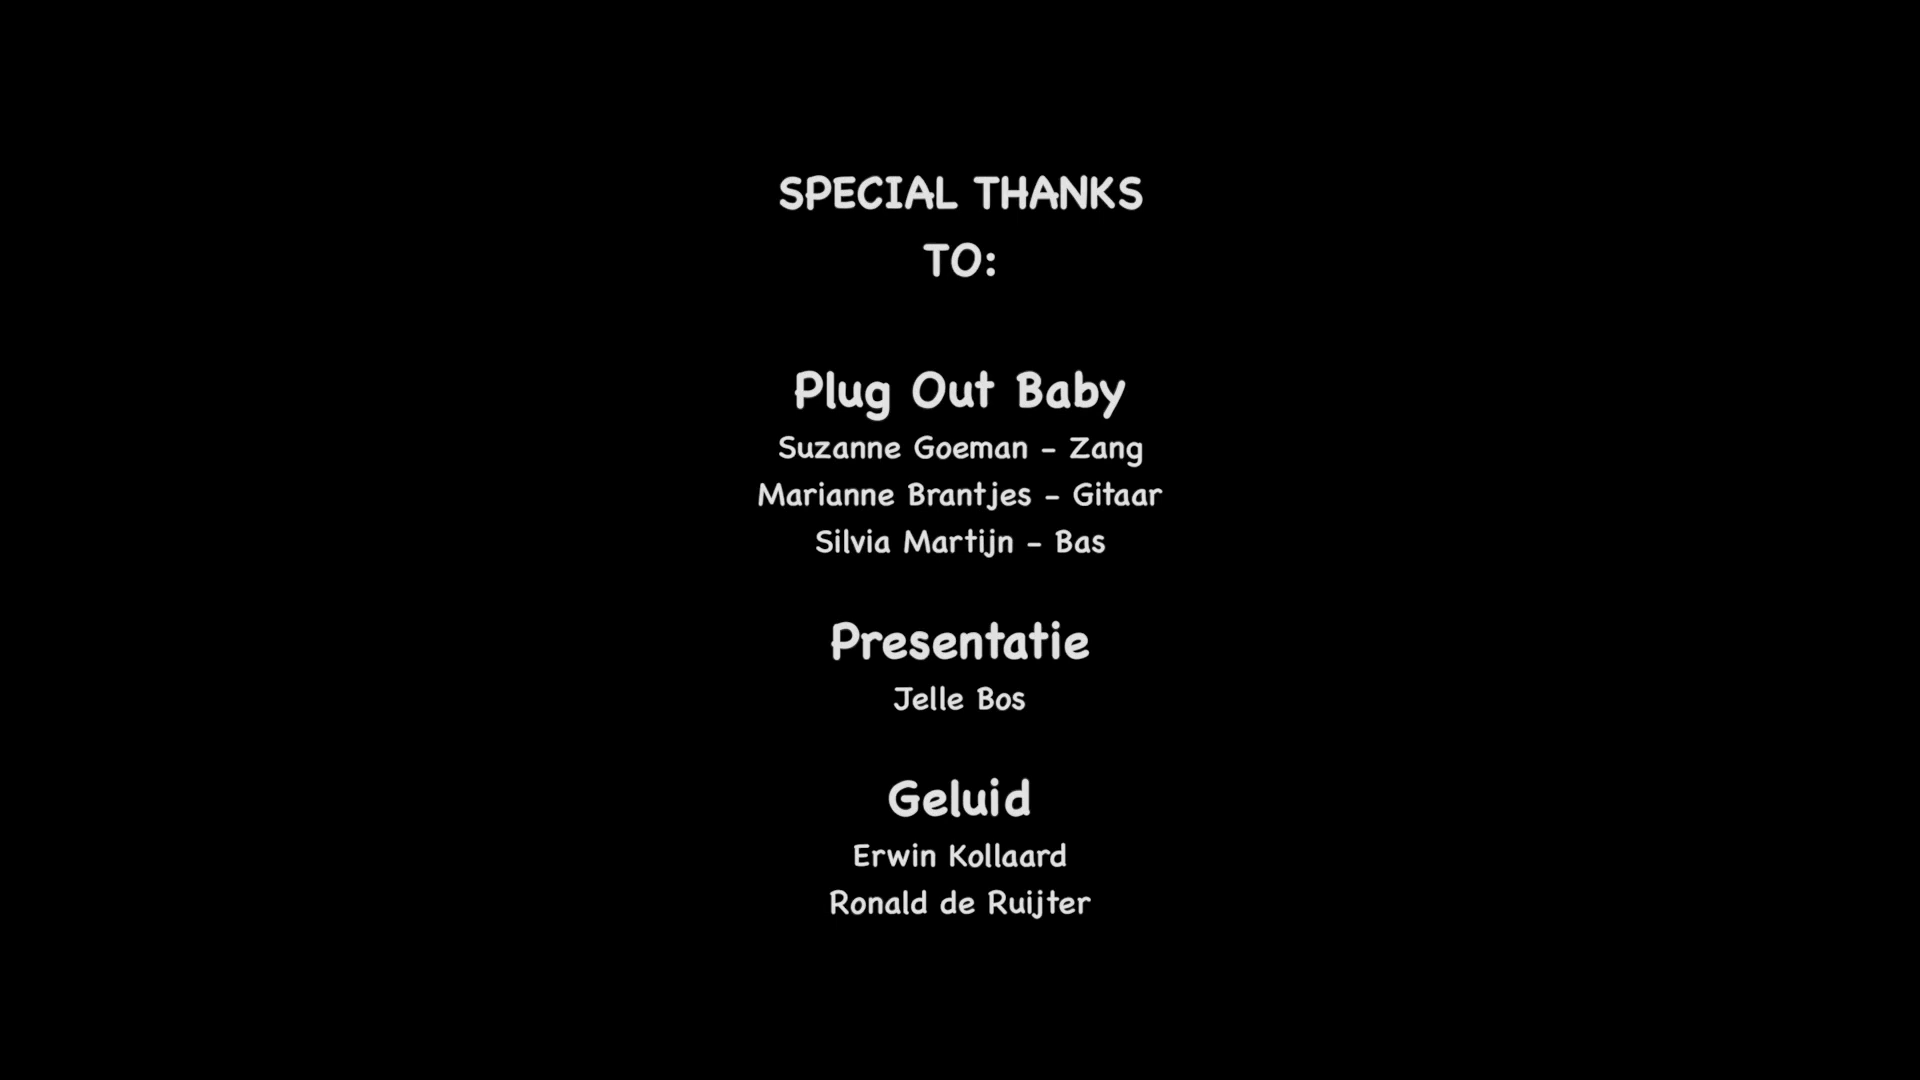 SPECIAL THANKS
TO:
Plug Out Baby
Suzanne Goeman - Zang
Marianne Brantjes - Gitaar
Silvia Martijn - Bas
Presentatie
Jelle Bos
Geluid
Erwin Kollaard
Ronald de Ruijter